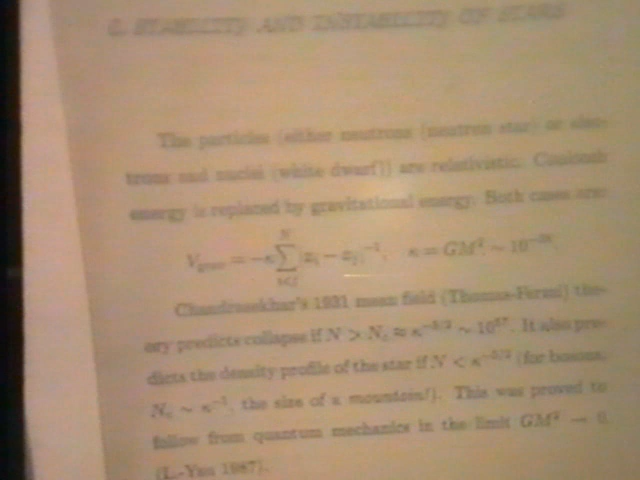 C. STABILITY AND INSTABILITY OF STARS
The particles (either neutrons (neutron star) or elec-
trons and nuclei (white dwarf)) are relativistic. Coulomb
energy is replaced by gravitational energy. Both cases are:
V_grav = −κ ∑_{i<j}^{N} |x_i − x_j|^{−1}, κ = GM² ∼ 10^{−38}.
Chandrasekhar's 1931 mean field (Thomas-Fermi) the-
ory predicts collapse if N > N_c ≈ κ^{−3/2} ∼ 10^{57}. It also pre-
dicts the density profile of the star if N < κ^{−3/2} (for bosons,
N_c ∼ κ^{−1}, the size of a mountain!). This was proved to
follow from quantum mechanics in the limit GM² → 0
(L.-Yau 1987).